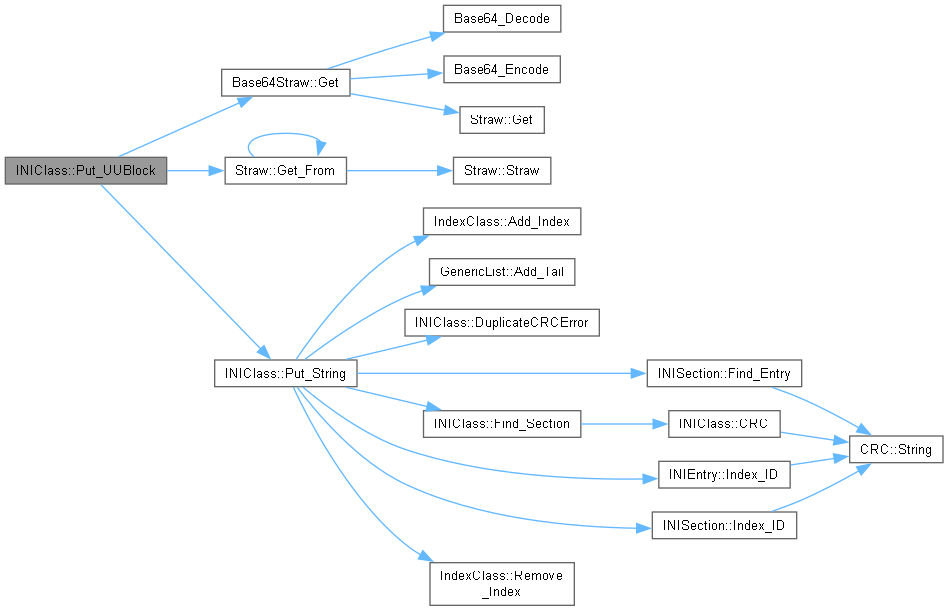 Base64_Decode
Base64Straw::Get
Base64_Encode
Straw::Get
INIClass::Put_UUBlock
Straw::Get_From
Straw::Straw
IndexClass::Add_Index
GenericList::Add_Tail
INIClass::DuplicateCRCError
INIClass::Put_String
INISection::Find_Entry
INIClass::Find_Section
INIClass::CRC
CRC::String
INIEntry::Index_ID
INISection::Index_ID
IndexClass::Remove
_Index